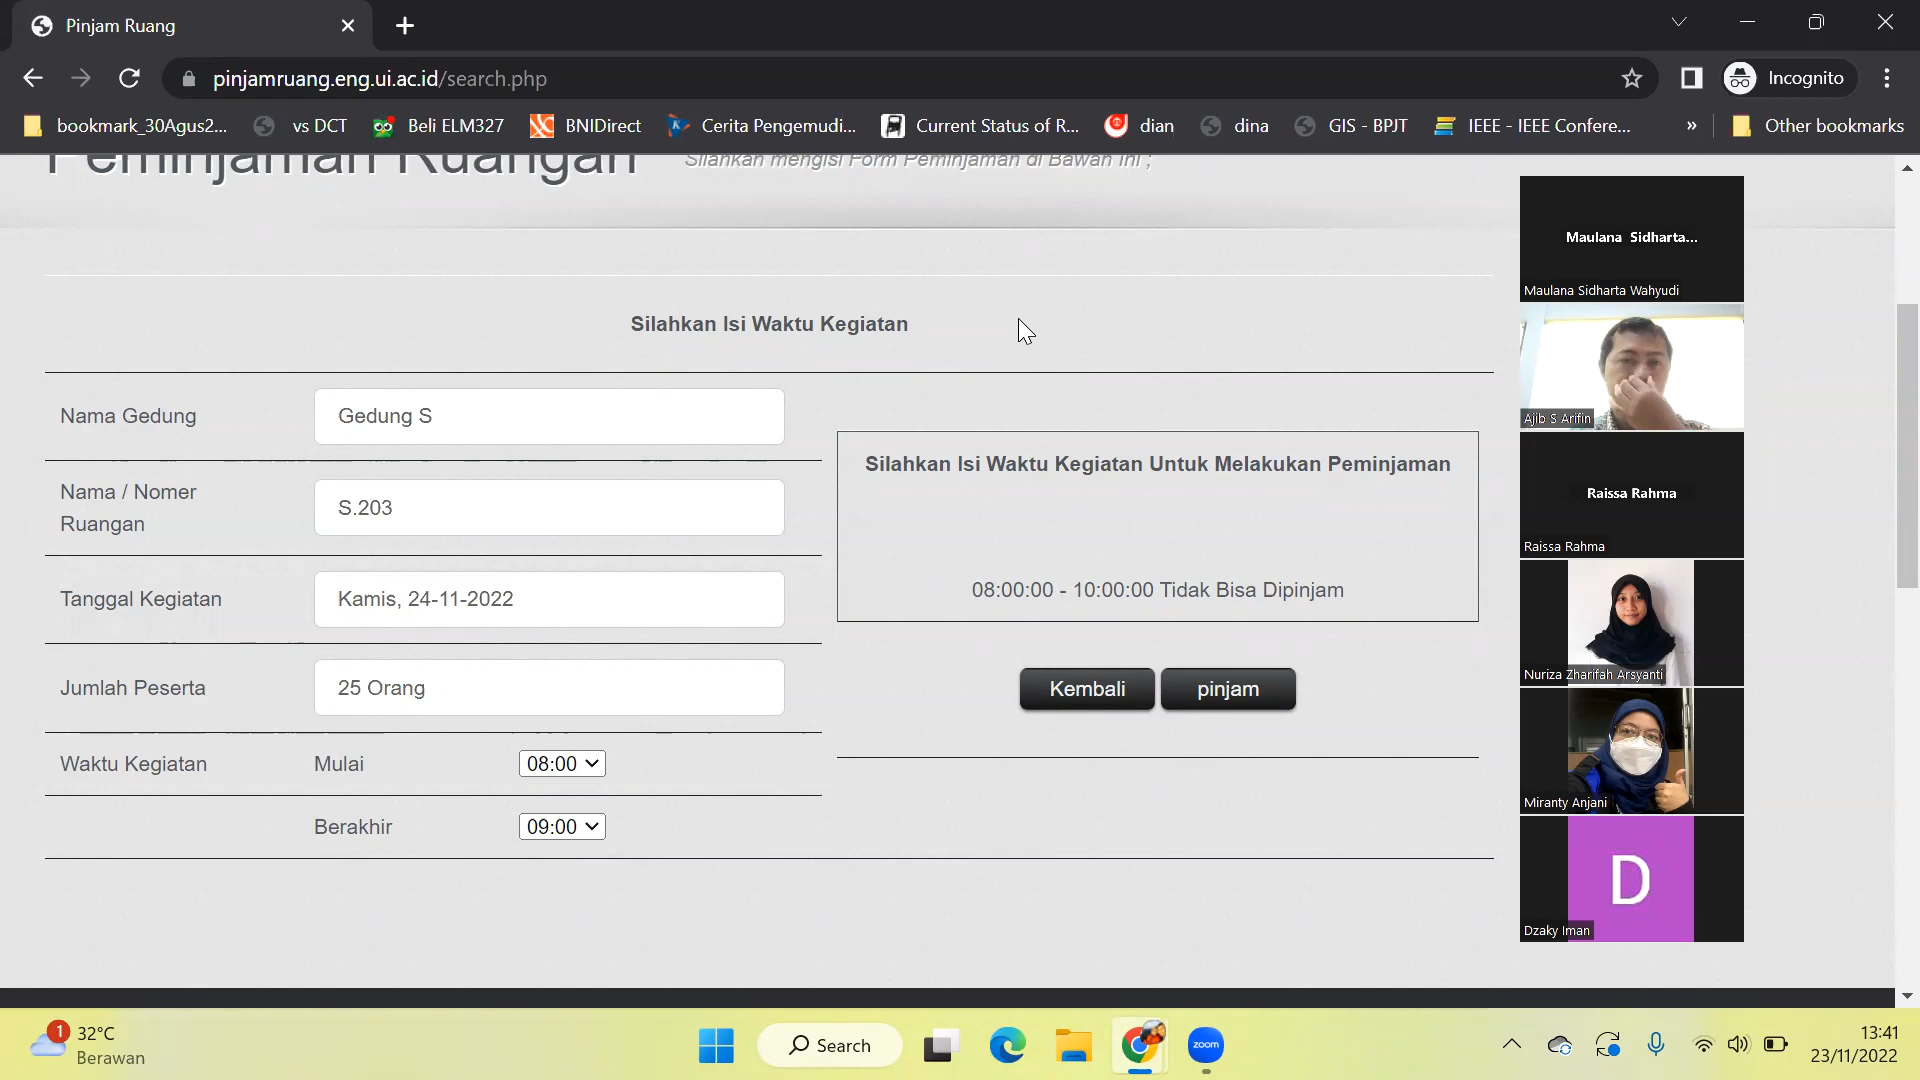 Pinjam Ruang
pinjamruang.eng.ui.ac.id/search.php
Incognito
bookmark_30Agus2...
vs DCT
Beli ELM327
BNIDirect
Cerita Pengemudi...
Current Status of R...
dian
dina
GIS - BPJT
IEEE - IEEE Confere...
»
Other bookmarks
Peminjaman Ruangan
Silahkan mengisi Form Peminjaman di Bawah Ini ;
Silahkan Isi Waktu Kegiatan
Nama Gedung
Gedung S
Nama / Nomer
Ruangan
S.203
Tanggal Kegiatan
Kamis, 24-11-2022
Jumlah Peserta
25 Orang
Waktu Kegiatan
Mulai
08:00
Berakhir
09:00
Silahkan Isi Waktu Kegiatan Untuk Melakukan Peminjaman
08:00:00 - 10:00:00 Tidak Bisa Dipinjam
Kembali
pinjam
Maulana Sidharta...
Maulana Sidharta Wahyudi
Ajib S Arifin
Raissa Rahma
Raissa Rahma
Nuriza Zharifah Arsyanti
Miranty Anjani
D
Dzaky Iman
1
32°C
Berawan
Search
zoom
13:41
23/11/2022